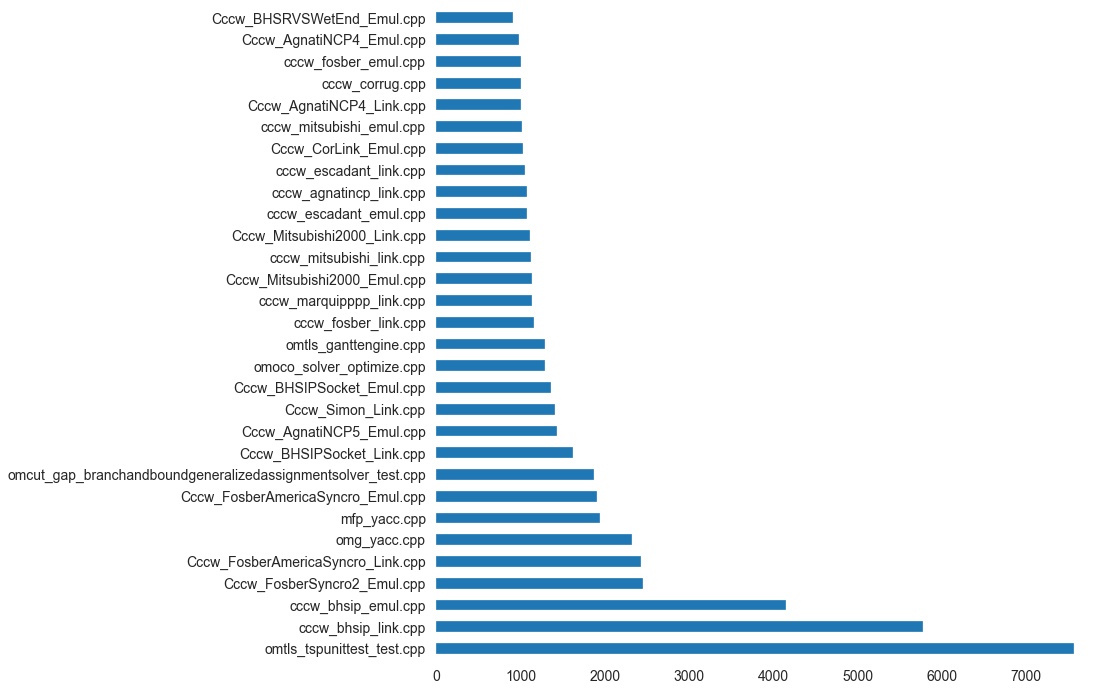 Cccw_BHSRVSWetEnd_Emul.cpp
Cccw_AgnatiNCP4_Emul.cpp
cccw_fosber_emul.cpp
cccw_corrug.cpp
Cccw_AgnatiNCP4_Link.cpp
cccw_mitsubishi_emul.cpp
Cccw_CorLink_Emul.cpp
cccw_escadant_link.cpp
cccw_agnatincp_link.cpp
cccw_escadant_emul.cpp
Cccw_Mitsubishi2000_Link.cpp
cccw_mitsubishi_link.cpp
Cccw_Mitsubishi2000_Emul.cpp
cccw_marquipppp_link.cpp
cccw_fosber_link.cpp
omtls_ganttengine.cpp
omoco_solver_optimize.cpp
Cccw_BHSIPSocket_Emul.cpp
Cccw_Simon_Link.cpp
Cccw_AgnatiNCP5_Emul.cpp
Cccw_BHSIPSocket_Link.cpp
omcut_gap_branchandboundgeneralizedassignmentsolver_test.cpp
Cccw_FosberAmericaSyncro_Emul.cpp
mfp_yacc.cpp
omg_yacc.cpp
Cccw_FosberAmericaSyncro_Link.cpp
Cccw_FosberSyncro2_Emul.cpp
cccw_bhsip_emul.cpp
cccw_bhsip_link.cpp
omtls_tspunittest_test.cpp
0 1000 2000 3000 4000 5000 6000 7000